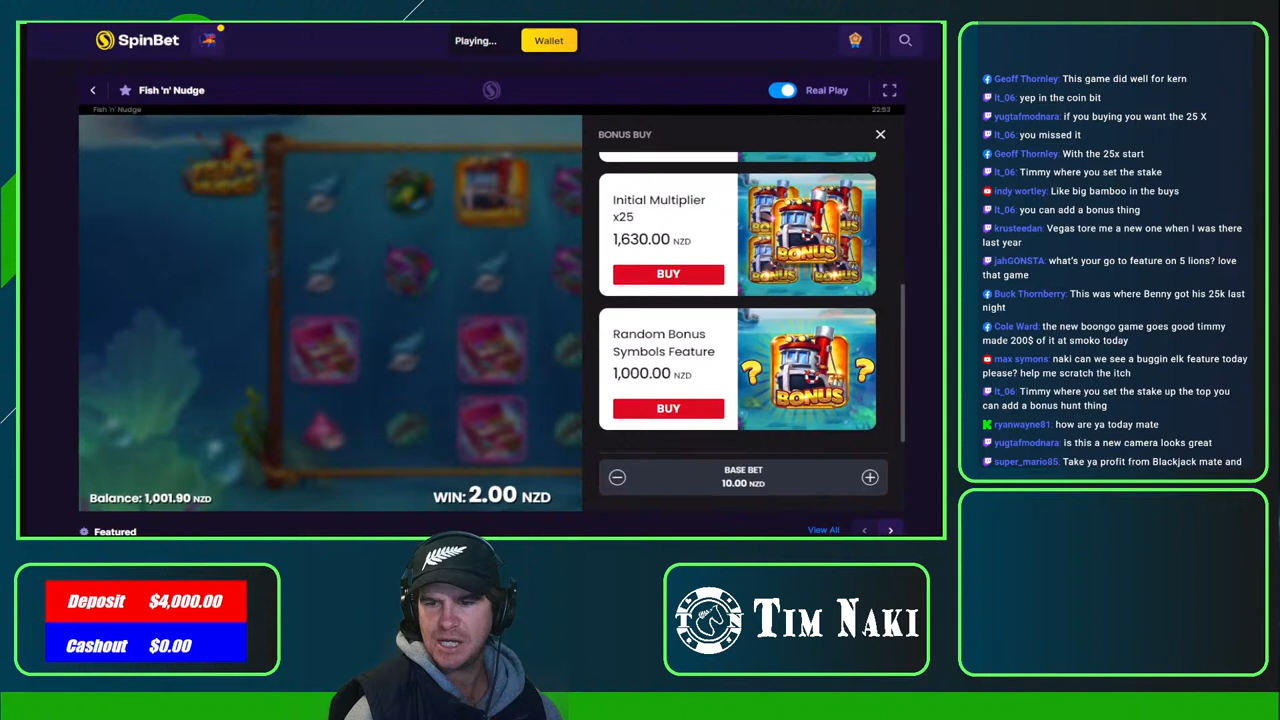 SpinBet
Playing...
Wallet
Fish 'n' Nudge
Real Play
Fish 'n' Nudge
22:53
BONUS BUY
Initial Multiplier
x25
1,630.00 NZD
BUY
BONUS
BONUS
BONUS
Random Bonus
Symbols Feature
1,000.00 NZD
BUY
? BONUS ?
BASE BET
10.00 NZD
Balance: 1,001.90 NZD
WIN: 2.00 NZD
Featured
View All
Geoff Thornley: This game did well for kern
lt_06: yep in the coin bit
yugtafmodnara: if you buying you want the 25 X
lt_06: you missed it
Geoff Thornley: With the 25x start
lt_06: Timmy where you set the stake
indy wortley: Like big bamboo in the buys
lt_06: you can add a bonus thing
krusteedan: Vegas tore me a new one when I was there
last year
jahGONSTA: what's your go to feature on 5 lions? love
that game
Buck Thornberry: This was where Benny got his 25k last
night
Cole Ward: the new boongo game goes good timmy
made 200$ of it at smoko today
max symons: naki can we see a buggin elk feature today
please? help me scratch the itch
lt_06: Timmy where you set the stake up the top you
can add a bonus hunt thing
ryanwayne81: how are ya today mate
yugtafmodnara: is this a new camera looks great
super_mario85: Take ya profit from Blackjack mate and
Deposit $4,000.00
Cashout $0.00
TIM NAKI